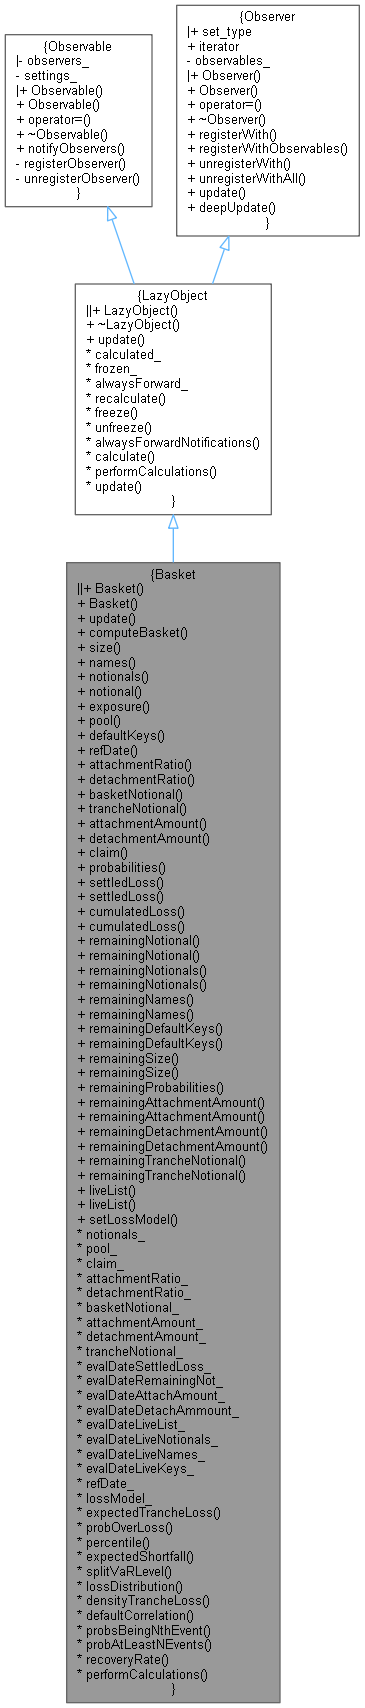 {Observable
|- observers_
- settings_
|+ Observable()
+ Observable()
+ operator=()
+ ~Observable()
+ notifyObservers()
- registerObserver()
- unregisterObserver()
}
{Observer
|+ set_type
+ iterator
- observables_
|+ Observer()
+ Observer()
+ operator=()
+ ~Observer()
+ registerWith()
+ registerWithObservables()
+ unregisterWith()
+ unregisterWithAll()
+ update()
+ deepUpdate()
}
{LazyObject
||+ LazyObject()
+ ~LazyObject()
+ update()
* calculated_
* frozen_
* alwaysForward_
* recalculate()
* freeze()
* unfreeze()
* alwaysForwardNotifications()
* calculate()
* performCalculations()
* update()
}
{Basket
||+ Basket()
+ Basket()
+ update()
+ computeBasket()
+ size()
+ names()
+ notionals()
+ notional()
+ exposure()
+ pool()
+ defaultKeys()
+ refDate()
+ attachmentRatio()
+ detachmentRatio()
+ basketNotional()
+ trancheNotional()
+ attachmentAmount()
+ detachmentAmount()
+ claim()
+ probabilities()
+ settledLoss()
+ settledLoss()
+ cumulatedLoss()
+ cumulatedLoss()
+ remainingNotional()
+ remainingNotional()
+ remainingNotionals()
+ remainingNotionals()
+ remainingNames()
+ remainingNames()
+ remainingDefaultKeys()
+ remainingDefaultKeys()
+ remainingSize()
+ remainingSize()
+ remainingProbabilities()
+ remainingAttachmentAmount()
+ remainingAttachmentAmount()
+ remainingDetachmentAmount()
+ remainingDetachmentAmount()
+ remainingTrancheNotional()
+ remainingTrancheNotional()
+ liveList()
+ liveList()
+ setLossModel()
* notionals_
* pool_
* claim_
* attachmentRatio_
* detachmentRatio_
* basketNotional_
* attachmentAmount_
* detachmentAmount_
* trancheNotional_
* evalDateSettledLoss_
* evalDateRemainingNot_
* evalDateAttachAmount_
* evalDateDetachAmmount_
* evalDateLiveList_
* evalDateLiveNotionals_
* evalDateLiveNames_
* evalDateLiveKeys_
* refDate_
* lossModel_
* expectedTrancheLoss()
* probOverLoss()
* percentile()
* expectedShortfall()
* splitVaRLevel()
* lossDistribution()
* densityTrancheLoss()
* defaultCorrelation()
* probsBeingNthEvent()
* probAtLeastNEvents()
* recoveryRate()
* performCalculations()
}